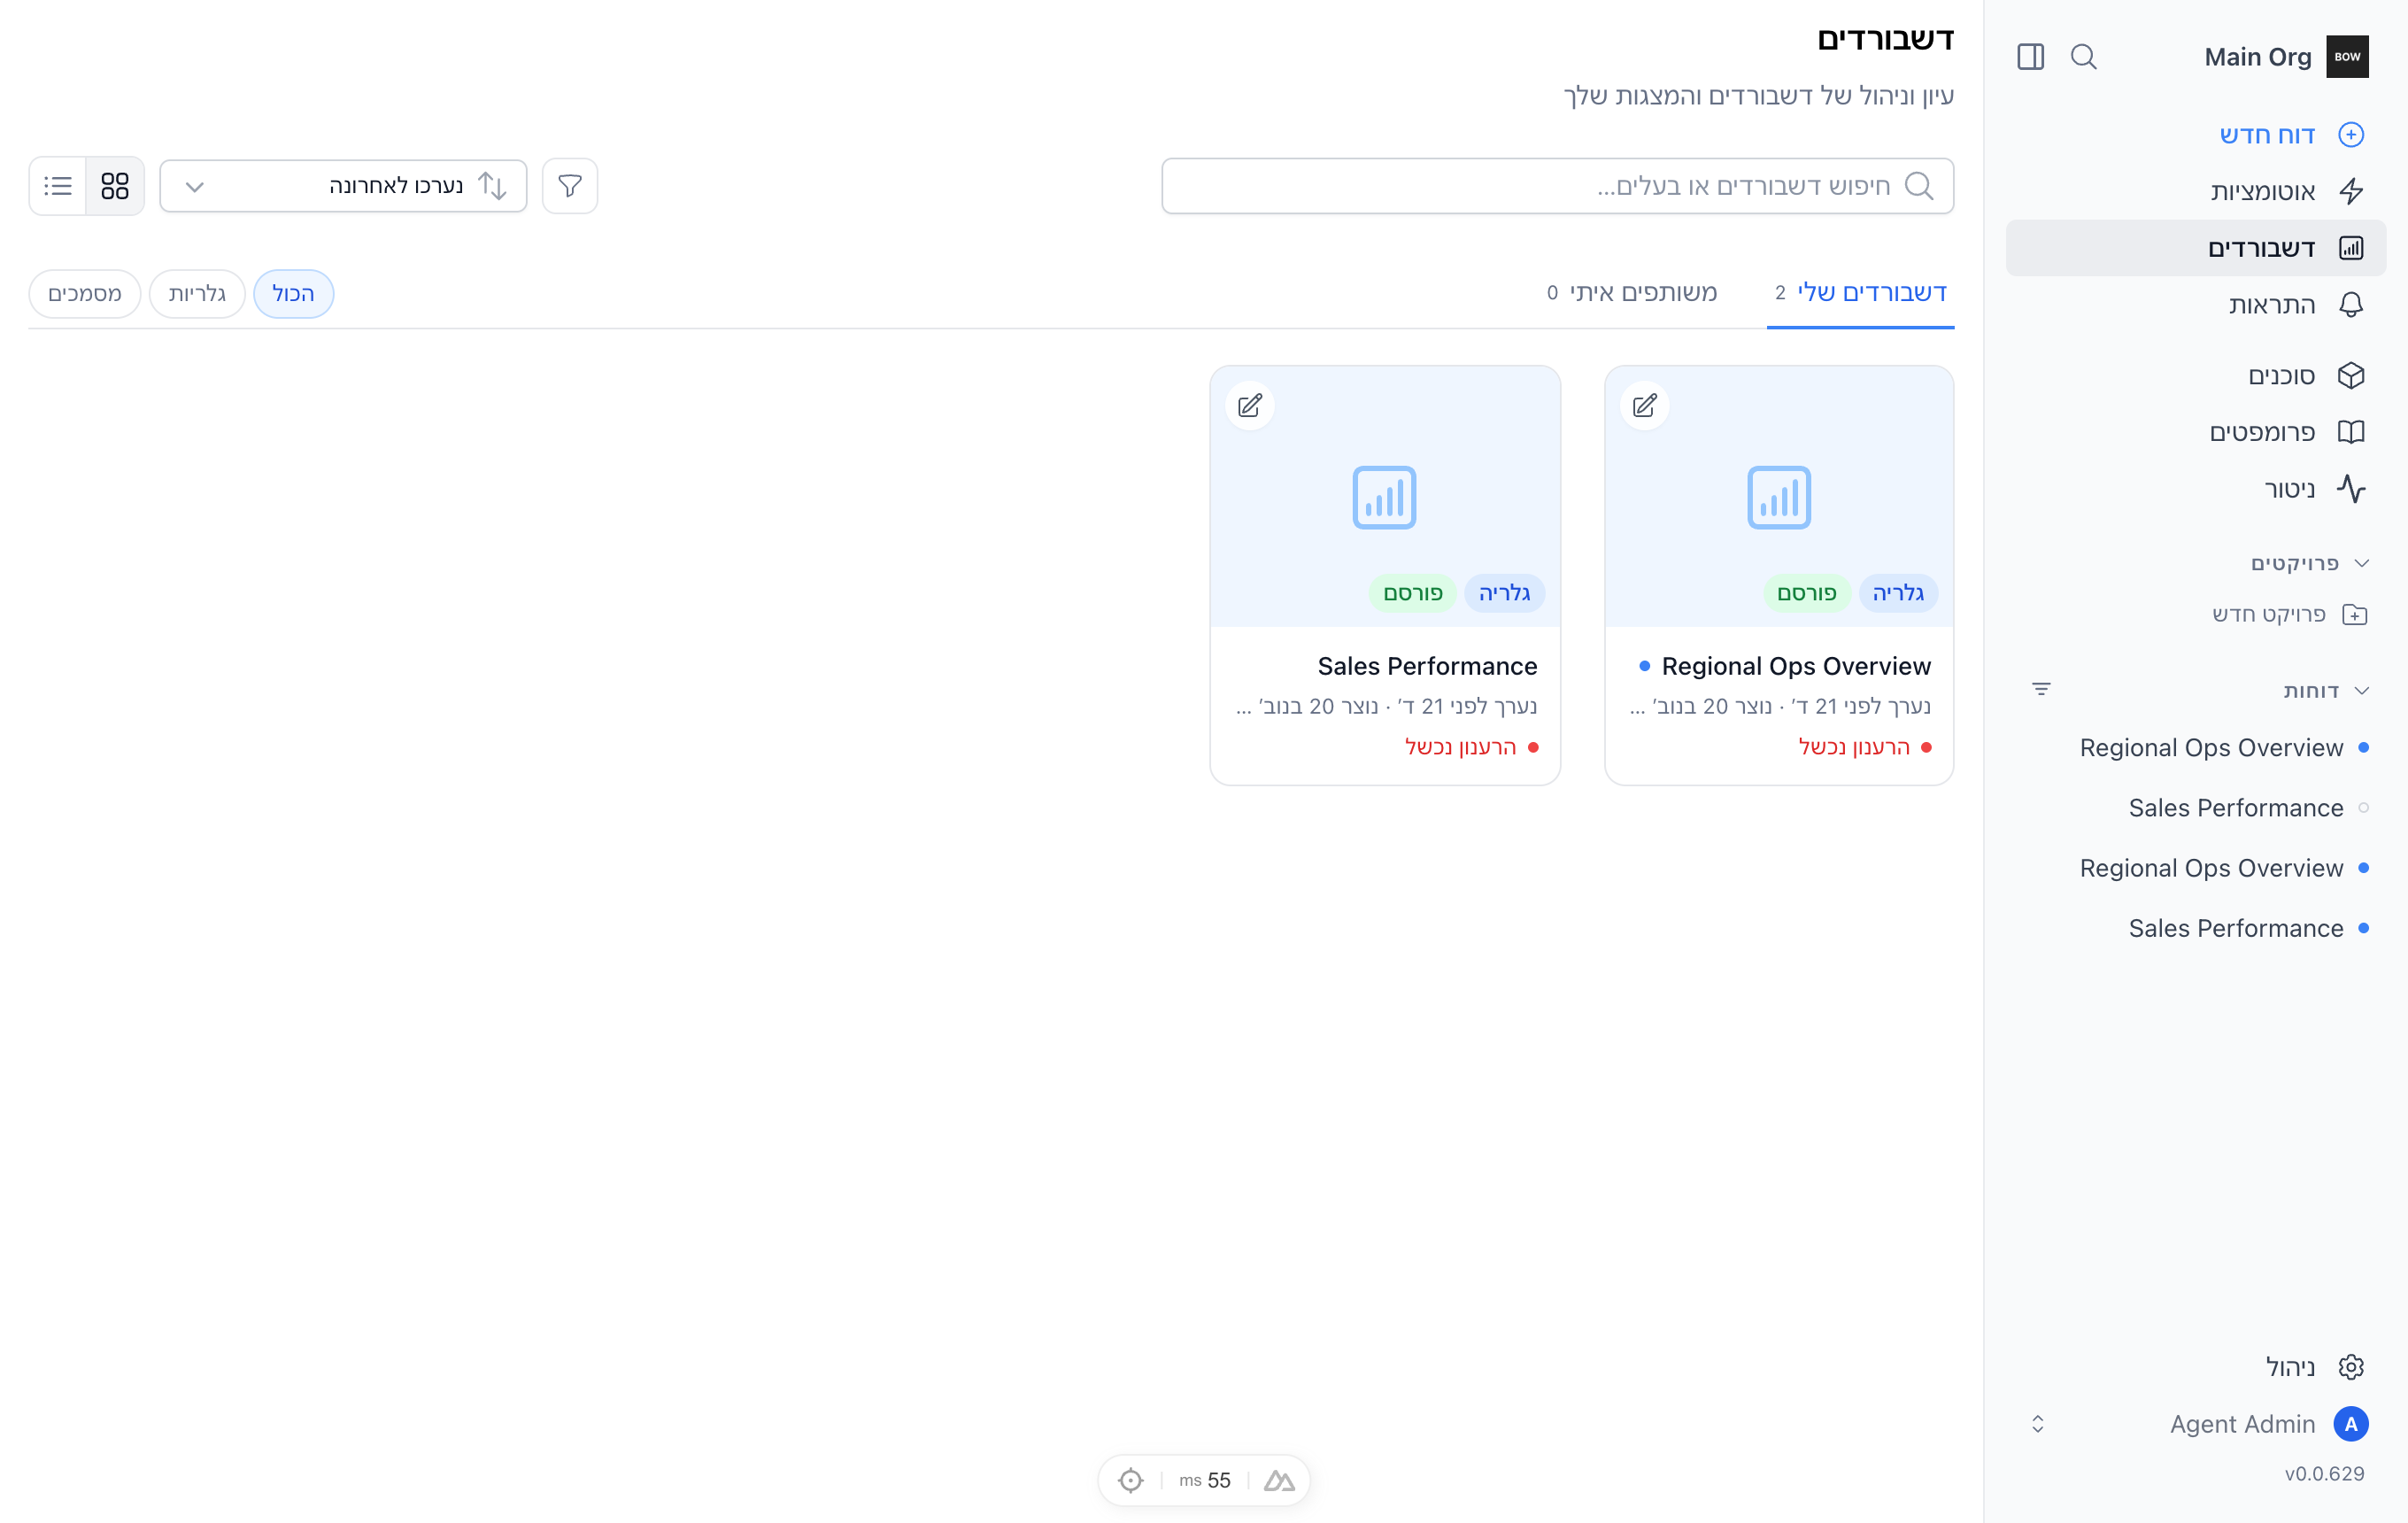 BOW Main Org
דוח חדש
אוטומציות
דשבורדים
התראות
סוכנים
פרומפטים
ניטור
פרויקטים
פרויקט חדש
דוחות
Regional Ops Overview
Sales Performance
Regional Ops Overview
Sales Performance
ניהול
A Agent Admin
v0.0.629
דשבורדים
עיון וניהול של דשבורדים והמצגות שלך
חיפוש דשבורדים או בעלים...
נערכו לאחרונה
דשבורדים שלי 2
משותפים איתי 0
הכול
גלריות
מסמכים
גלריה פורסם
Regional Ops Overview
נערך לפני 21 ד׳ · נוצר 20 בנוב׳ ...
הרענון נכשל
גלריה פורסם
Sales Performance
נערך לפני 21 ד׳ · נוצר 20 בנוב׳ ...
הרענון נכשל
55 ms